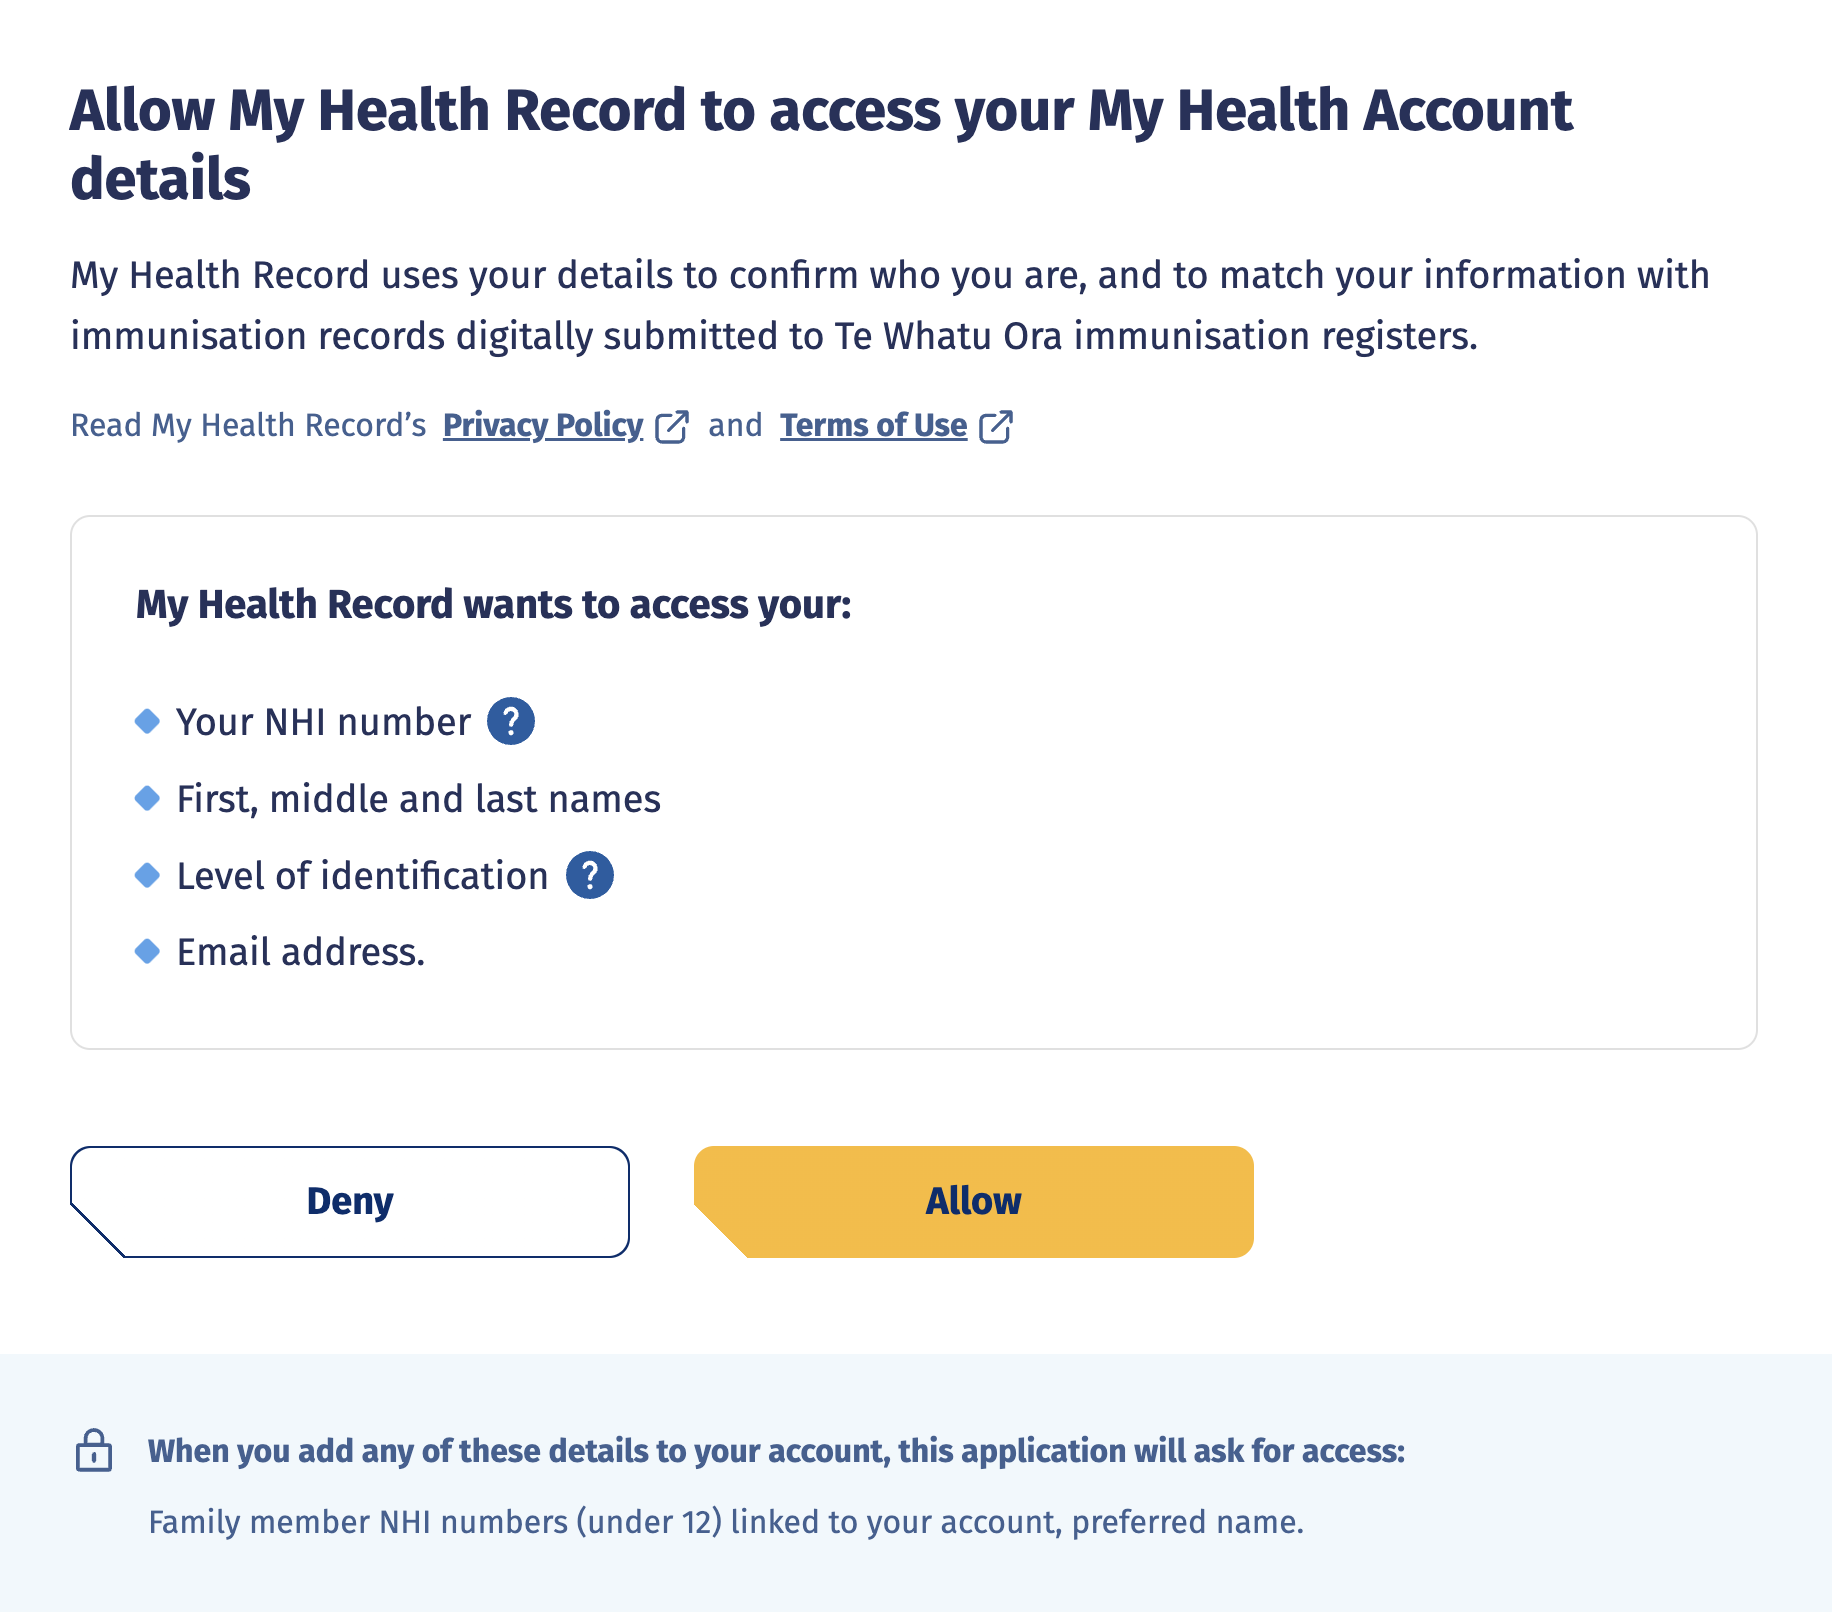 Allow My Health Record to access your My Health Account
details
My Health Record uses your details to confirm who you are, and to match your information with
immunisation records digitally submitted to Te Whatu Ora immunisation registers.
Read My Health Record’s Privacy Policy and Terms of Use
My Health Record wants to access your:
Your NHI number ?
First, middle and last names
Level of identification ?
Email address.
Deny
Allow
When you add any of these details to your account, this application will ask for access:
Family member NHI numbers (under 12) linked to your account, preferred name.